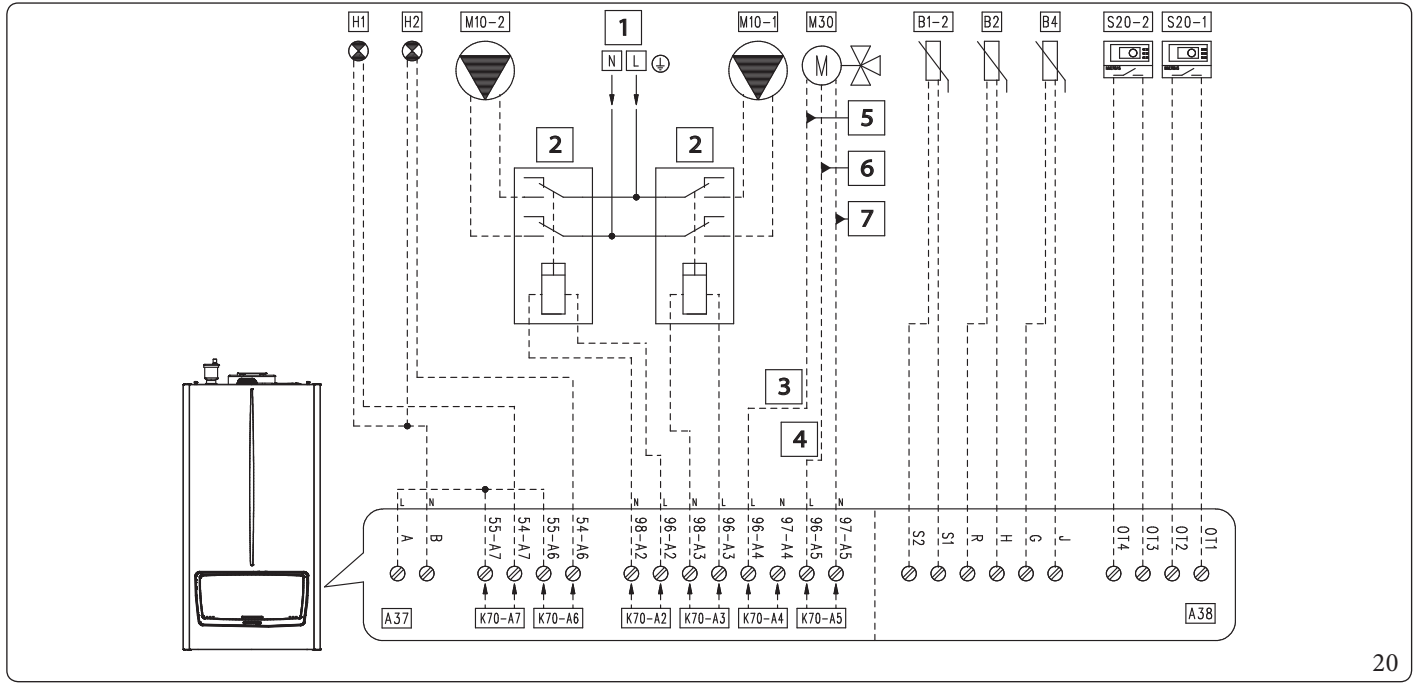 H1 H2 M10-2 1 M10-1 M30 B1-2 B2 B4 S20-2 S20-1
N L M
5
2 2
6
7
3
4
L N N L N L L N L N
A B 55-A7 54-A7 55-A6 54-A6 98-A2 96-A2 98-A3 96-A3 96-A4 97-A4 96-A5 97-A5 S2 S1 R H G J OT4 OT3 OT2 OT1
A37 K70-A7 K70-A6 K70-A2 K70-A3 K70-A4 K70-A5 A38
20